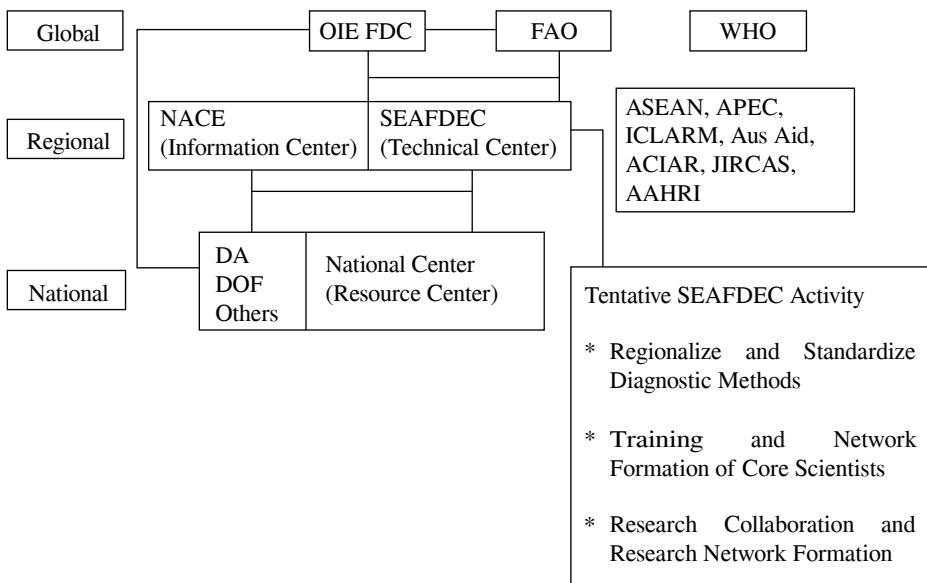 Global
OIE FDC
FAO
WHO
Regional
NACE
(Information Center)
SEAFDEC
(Technical Center)
ASEAN, APEC,
ICLARM, Aus Aid,
ACIAR, JIRCAS,
AAHRI
National
DA
DOF
Others
National Center
(Resource Center)
Tentative SEAFDEC Activity
* Regionalize and Standardize
Diagnostic Methods
* Training and Network
Formation of Core Scientists
* Research Collaboration and
Research Network Formation